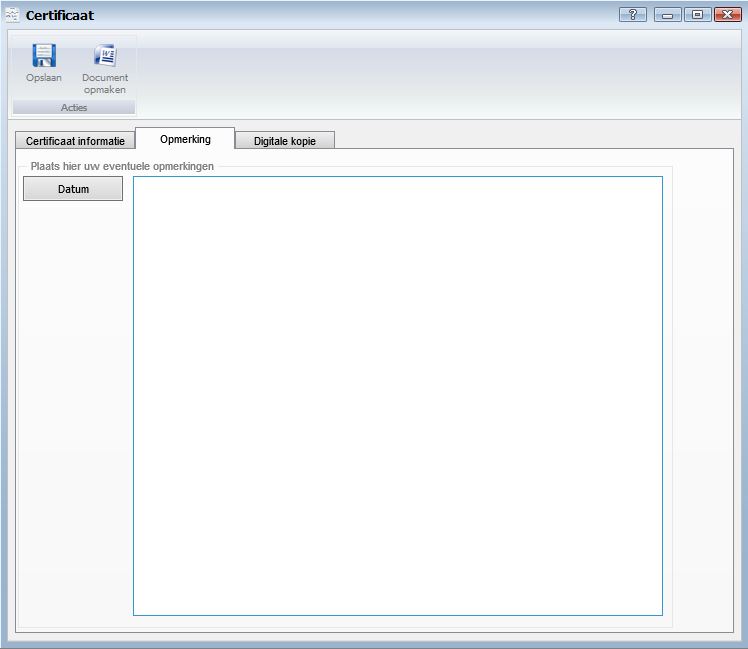 Certificaat
Opslaan
Document
opmaken
Acties
Certificaat informatie
Opmerking
Digitale kopie
Plaats hier uw eventuele opmerkingen
Datum